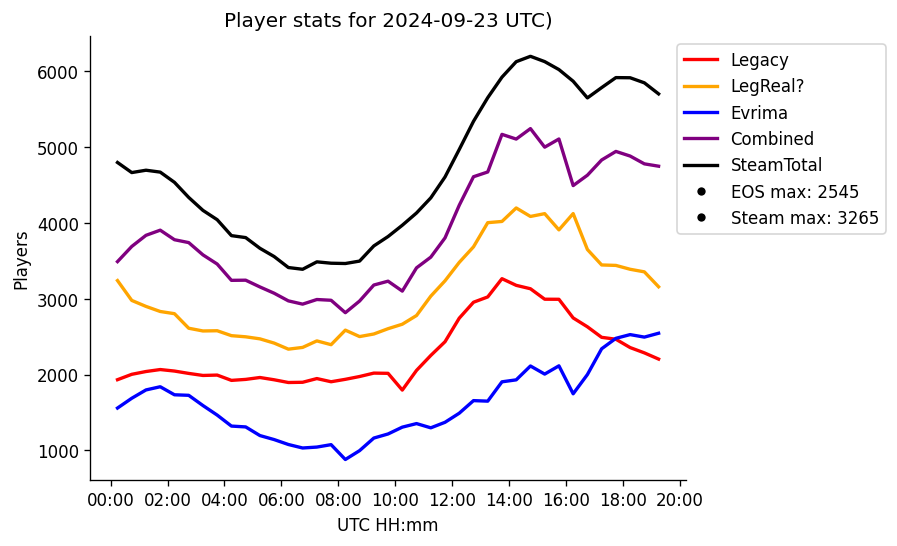 Player stats for 2024-09-23 UTC)
Legacy
LegReal?
Evrima
Combined
SteamTotal
EOS max: 2545
Steam max: 3265
Players
6000
5000
4000
3000
2000
1000
00:00 02:00 04:00 06:00 08:00 10:00 12:00 14:00 16:00 18:00 20:00
UTC HH:mm